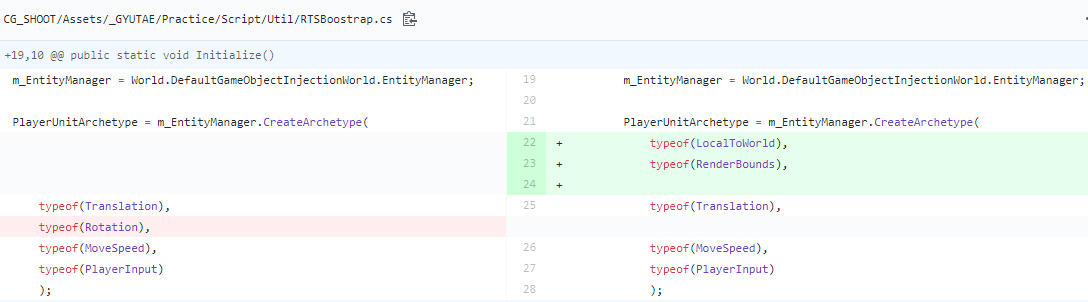 CG_SHOOT/Assets/_GYUTAE/Practice/Script/Util/RTSBoostrap.cs
+19,10 @@ public static void Initialize()
m_EntityManager = World.DefaultGameObjectInjectionWorld.EntityManager;
PlayerUnitArchetype = m_EntityManager.CreateArchetype(
typeof(Translation),
typeof(Rotation),
typeof(MoveSpeed),
typeof(PlayerInput)
);
19 m_EntityManager = World.DefaultGameObjectInjectionWorld.EntityManager;
20
21 PlayerUnitArchetype = m_EntityManager.CreateArchetype(
22 + typeof(LocalToWorld),
23 + typeof(RenderBounds),
24 +
25 typeof(Translation),
26 typeof(MoveSpeed),
27 typeof(PlayerInput)
28 );